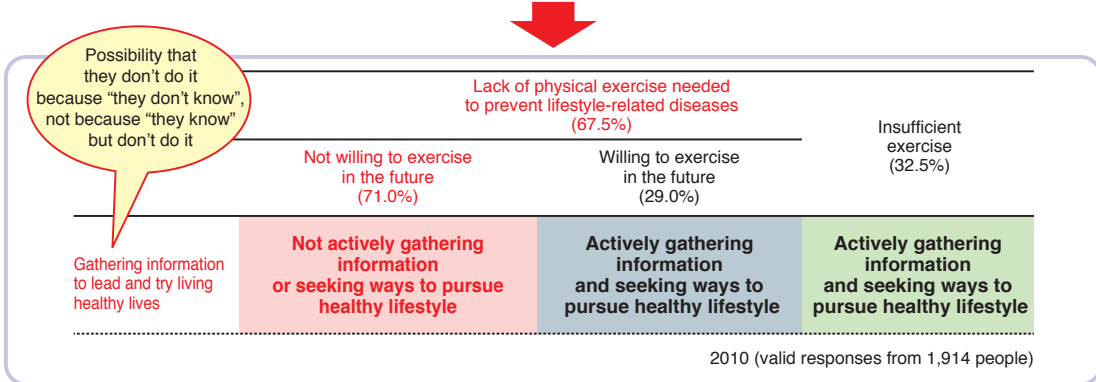 Possibility that
they don’t do it
because “they don’t know”,
not because “they know”
but don’t do it
Lack of physical exercise needed
to prevent lifestyle-related diseases
(67.5%)
Insufficient
exercise
(32.5%)
Not willing to exercise
in the future
(71.0%)
Willing to exercise
in the future
(29.0%)
Gathering information
to lead and try living
healthy lives
Not actively gathering
information
or seeking ways to pursue
healthy lifestyle
Actively gathering
information
and seeking ways to
pursue healthy lifestyle
Actively gathering
information
and seeking ways to
pursue healthy lifestyle
2010 (valid responses from 1,914 people)